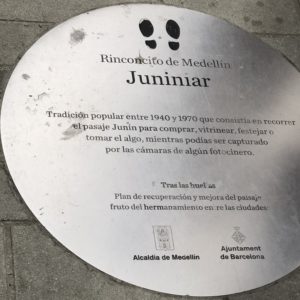 Rinconcito de Medellín
Juniniar
Tradición popular entre 1940 y 1970 que consistía en recorrer
el pasaje Junín para comprar, vitrinear, festejar o
tomar el algo, mientras podías ser capturado
por las cámaras de algún fotocinero.
Tras las huellas
Plan de recuperación y mejora del paisaje
fruto del hermanamiento entre las ciudades:
Alcaldía de Medellín
Ajuntament
de Barcelona